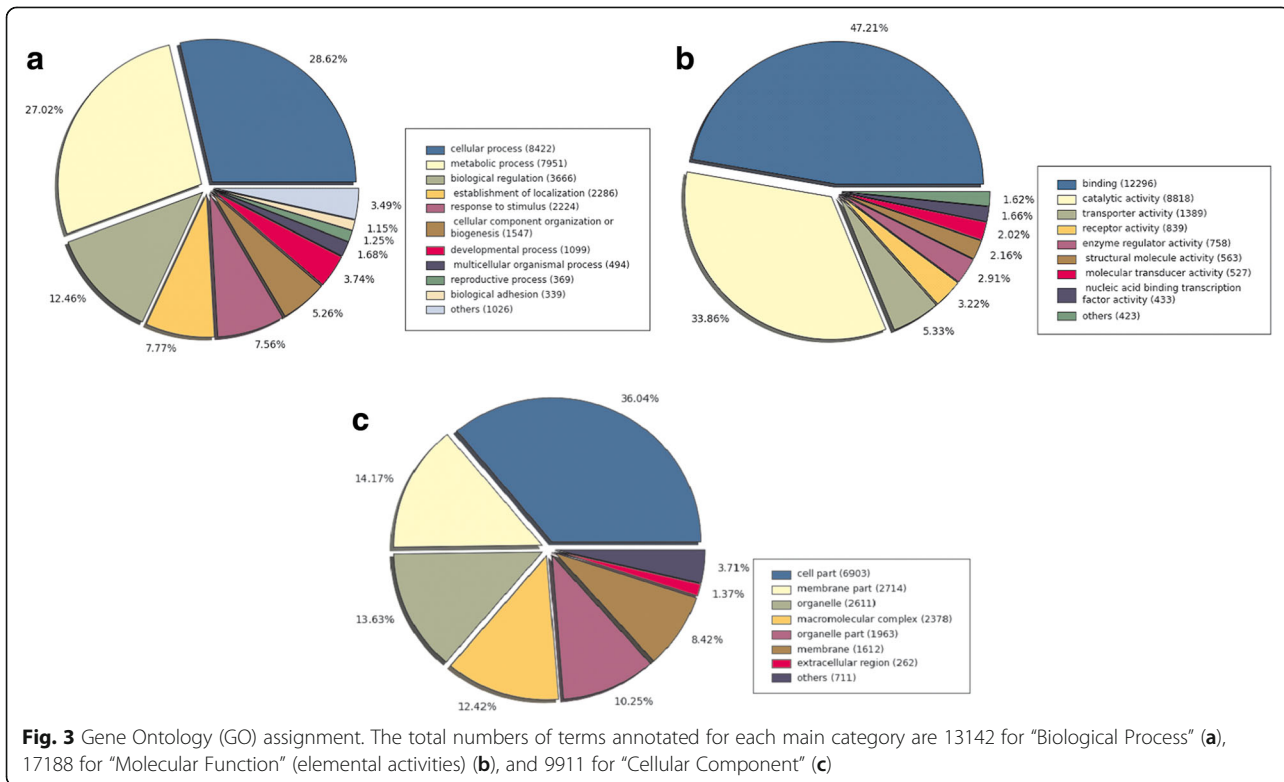 a
28.62%
27.02%
12.46%
7.77%
7.56%
5.26%
3.74%
1.68%
1.25%
1.15%
3.49%
cellular process (8422)
metabolic process (7951)
biological regulation (3666)
establishment of localization (2286)
response to stimulus (2224)
cellular component organization or
biogenesis (1547)
developmental process (1099)
multicellular organismal process (494)
reproductive process (369)
biological adhesion (339)
others (1026)
b
47.21%
33.86%
5.33%
3.22%
2.91%
2.16%
2.02%
1.66%
1.62%
binding (12296)
catalytic activity (8818)
transporter activity (1389)
receptor activity (839)
enzyme regulator activity (758)
structural molecule activity (563)
molecular transducer activity (527)
nucleic acid binding transcription
factor activity (433)
others (423)
c
36.04%
14.17%
13.63%
12.42%
10.25%
8.42%
1.37%
3.71%
cell part (6903)
membrane part (2714)
organelle (2611)
macromolecular complex (2378)
organelle part (1963)
membrane (1612)
extracellular region (262)
others (711)
Fig. 3 Gene Ontology (GO) assignment. The total numbers of terms annotated for each main category are 13142 for “Biological Process” (a),
17188 for “Molecular Function” (elemental activities) (b), and 9911 for “Cellular Component” (c)